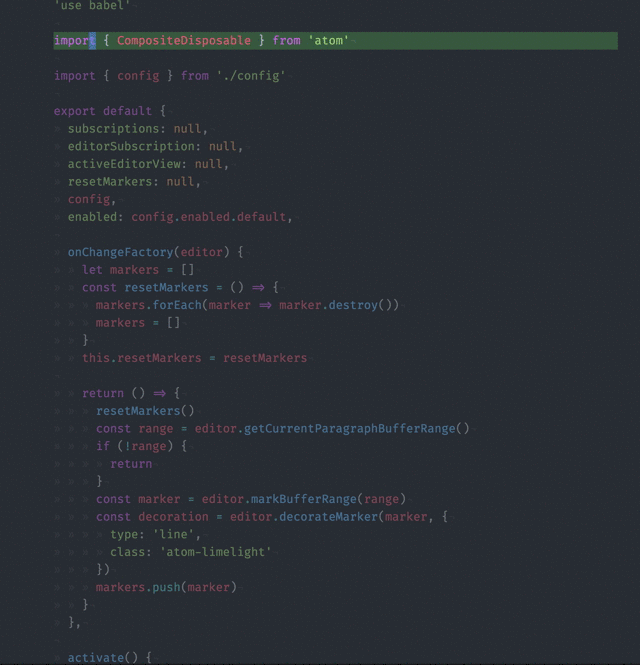 'use babel'
import { CompositeDisposable } from 'atom'
import { config } from './config'
export default {
subscriptions: null,
editorSubscription: null,
activeEditorView: null,
resetMarkers: null,
config,
enabled: config.enabled.default,
onChangeFactory(editor) {
let markers = []
const resetMarkers = () => {
markers.forEach(marker => marker.destroy())
markers = []
}
this.resetMarkers = resetMarkers
return () => {
resetMarkers()
const range = editor.getCurrentParagraphBufferRange()
if (!range) {
return
}
const marker = editor.markBufferRange(range)
const decoration = editor.decorateMarker(marker, {
type: 'line',
class: 'atom-limelight'
})
markers.push(marker)
}
},
activate() {